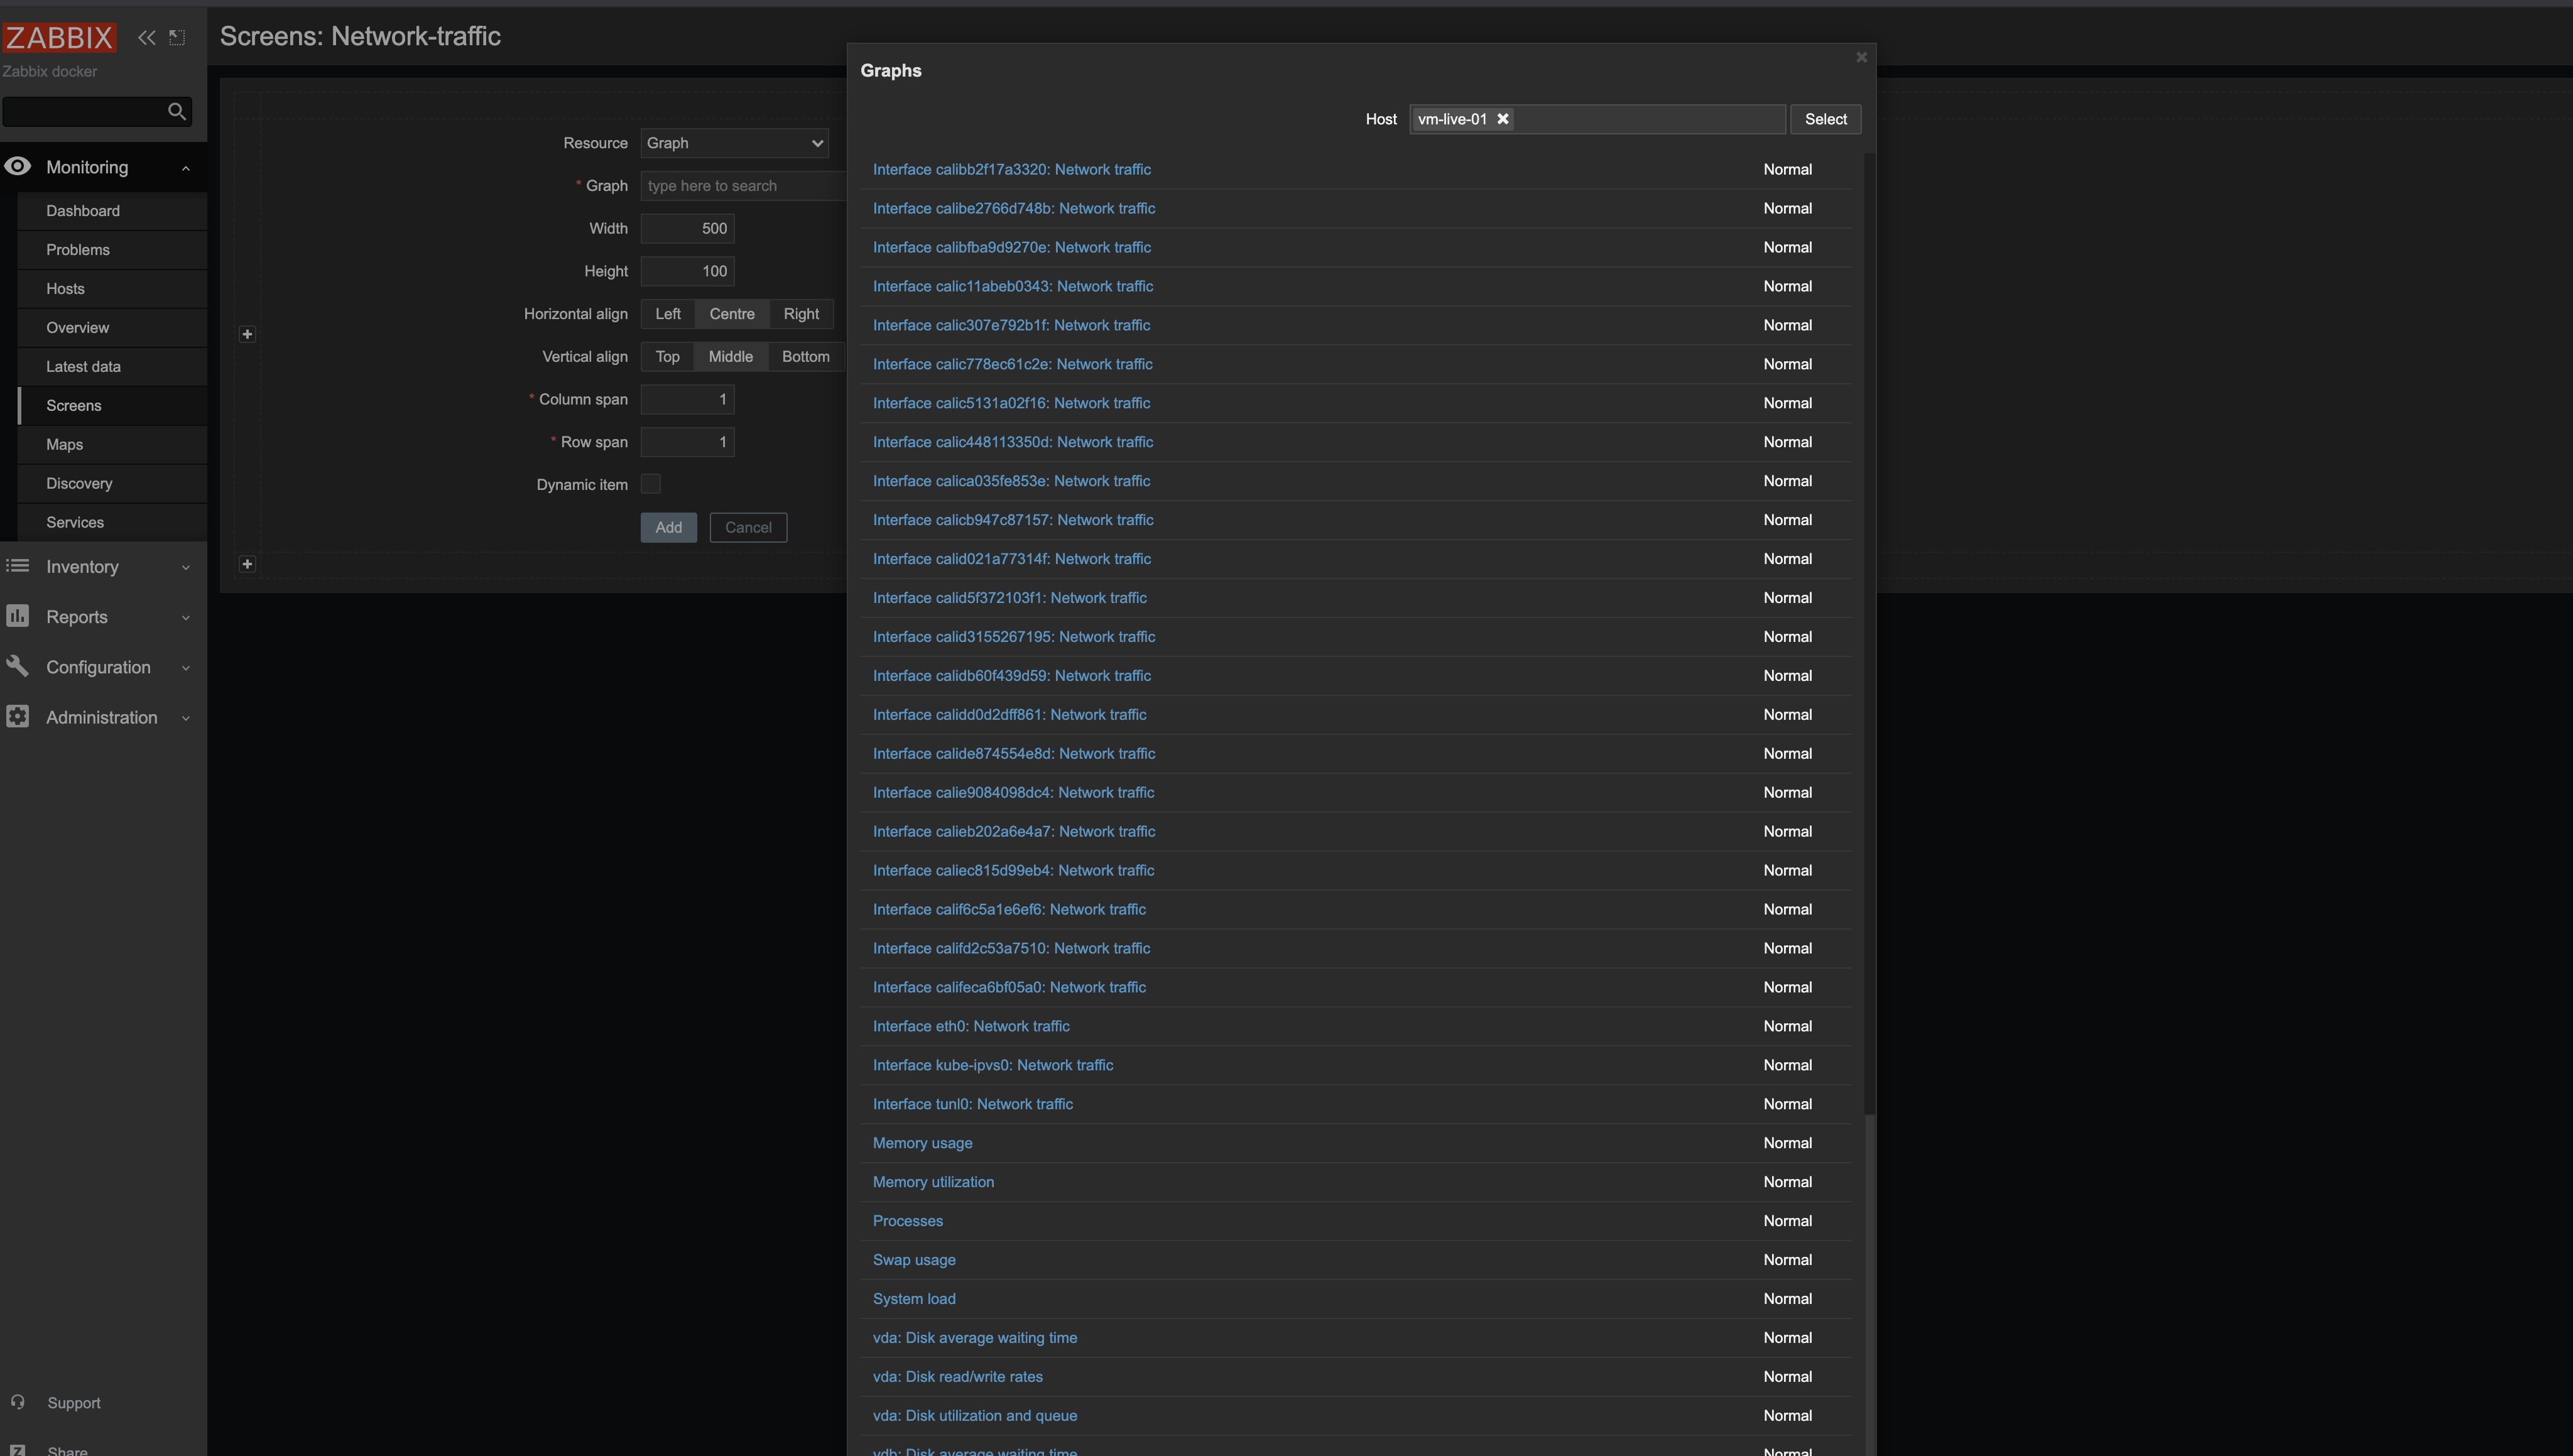 ZABBIX
Zabbix docker
Monitoring
Dashboard
Problems
Hosts
Overview
Latest data
Screens
Maps
Discovery
Services
Inventory
Reports
Configuration
Administration
Support
Share
Screens: Network-traffic
Resource Graph
* Graph type here to search
Width 500
Height 100
Horizontal align Left Centre Right
Vertical align Top Middle Bottom
* Column span 1
* Row span 1
Dynamic item
Add Cancel
Graphs
Host vm-live-01 Select
Interface calibb2f17a3320: Network traffic Normal
Interface calibe2766d748b: Network traffic Normal
Interface calibfba9d9270e: Network traffic Normal
Interface calic11abeb0343: Network traffic Normal
Interface calic307e792b1f: Network traffic Normal
Interface calic778ec61c2e: Network traffic Normal
Interface calic5131a02f16: Network traffic Normal
Interface calic448113350d: Network traffic Normal
Interface calica035fe853e: Network traffic Normal
Interface calicb947c87157: Network traffic Normal
Interface calid021a77314f: Network traffic Normal
Interface calid5f372103f1: Network traffic Normal
Interface calid3155267195: Network traffic Normal
Interface calidb60f439d59: Network traffic Normal
Interface calidd0d2dff861: Network traffic Normal
Interface calide874554e8d: Network traffic Normal
Interface calie9084098dc4: Network traffic Normal
Interface calieb202a6e4a7: Network traffic Normal
Interface caliec815d99eb4: Network traffic Normal
Interface calif6c5a1e6ef6: Network traffic Normal
Interface califd2c53a7510: Network traffic Normal
Interface califeca6bf05a0: Network traffic Normal
Interface eth0: Network traffic Normal
Interface kube-ipvs0: Network traffic Normal
Interface tunl0: Network traffic Normal
Memory usage Normal
Memory utilization Normal
Processes Normal
Swap usage Normal
System load Normal
vda: Disk average waiting time Normal
vda: Disk read/write rates Normal
vda: Disk utilization and queue Normal
vdb: Disk average waiting time Normal